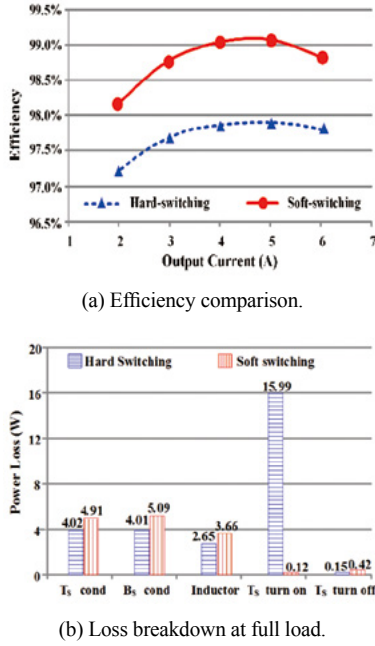 99.5%
99.0%
98.5%
98.0%
97.5%
97.0%
96.5%
Efficiency
Hard-switching
Soft-switching
1 2 3 4 5 6 7
Output Current (A)
(a) Efficiency comparison.
20
16
12
8
4
0
Power Loss (W)
Hard Switching
Soft switching
4.02 4.91 4.01 5.09 2.65 3.66 15.99 0.12 0.15 0.42
TS cond BS cond Inductor TS turn on TS turn off
(b) Loss breakdown at full load.